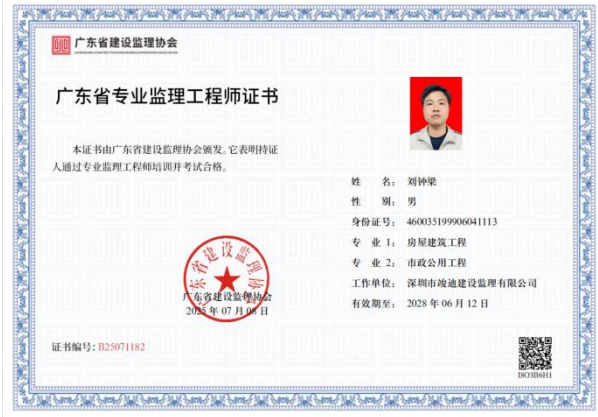 广东省建设监理协会
广东省专业监理工程师证书
本证书由广东省建设监理协会颁发。它表明持证
人通过专业监理工程师培训并考试合格。
姓 名: 刘钟梁
性 别: 男
身份证号: 460035199906041113
专 业 1: 房屋建筑工程
专 业 2: 市政公用工程
工作单位: 深圳市竣迪建设监理有限公司
有效期至: 2028 年 06 月 12 日
广东省建设监理协会
广东省建设监理协会
2025 年 07 月 08 日
证书编号: B25071182
I8O3B6H1